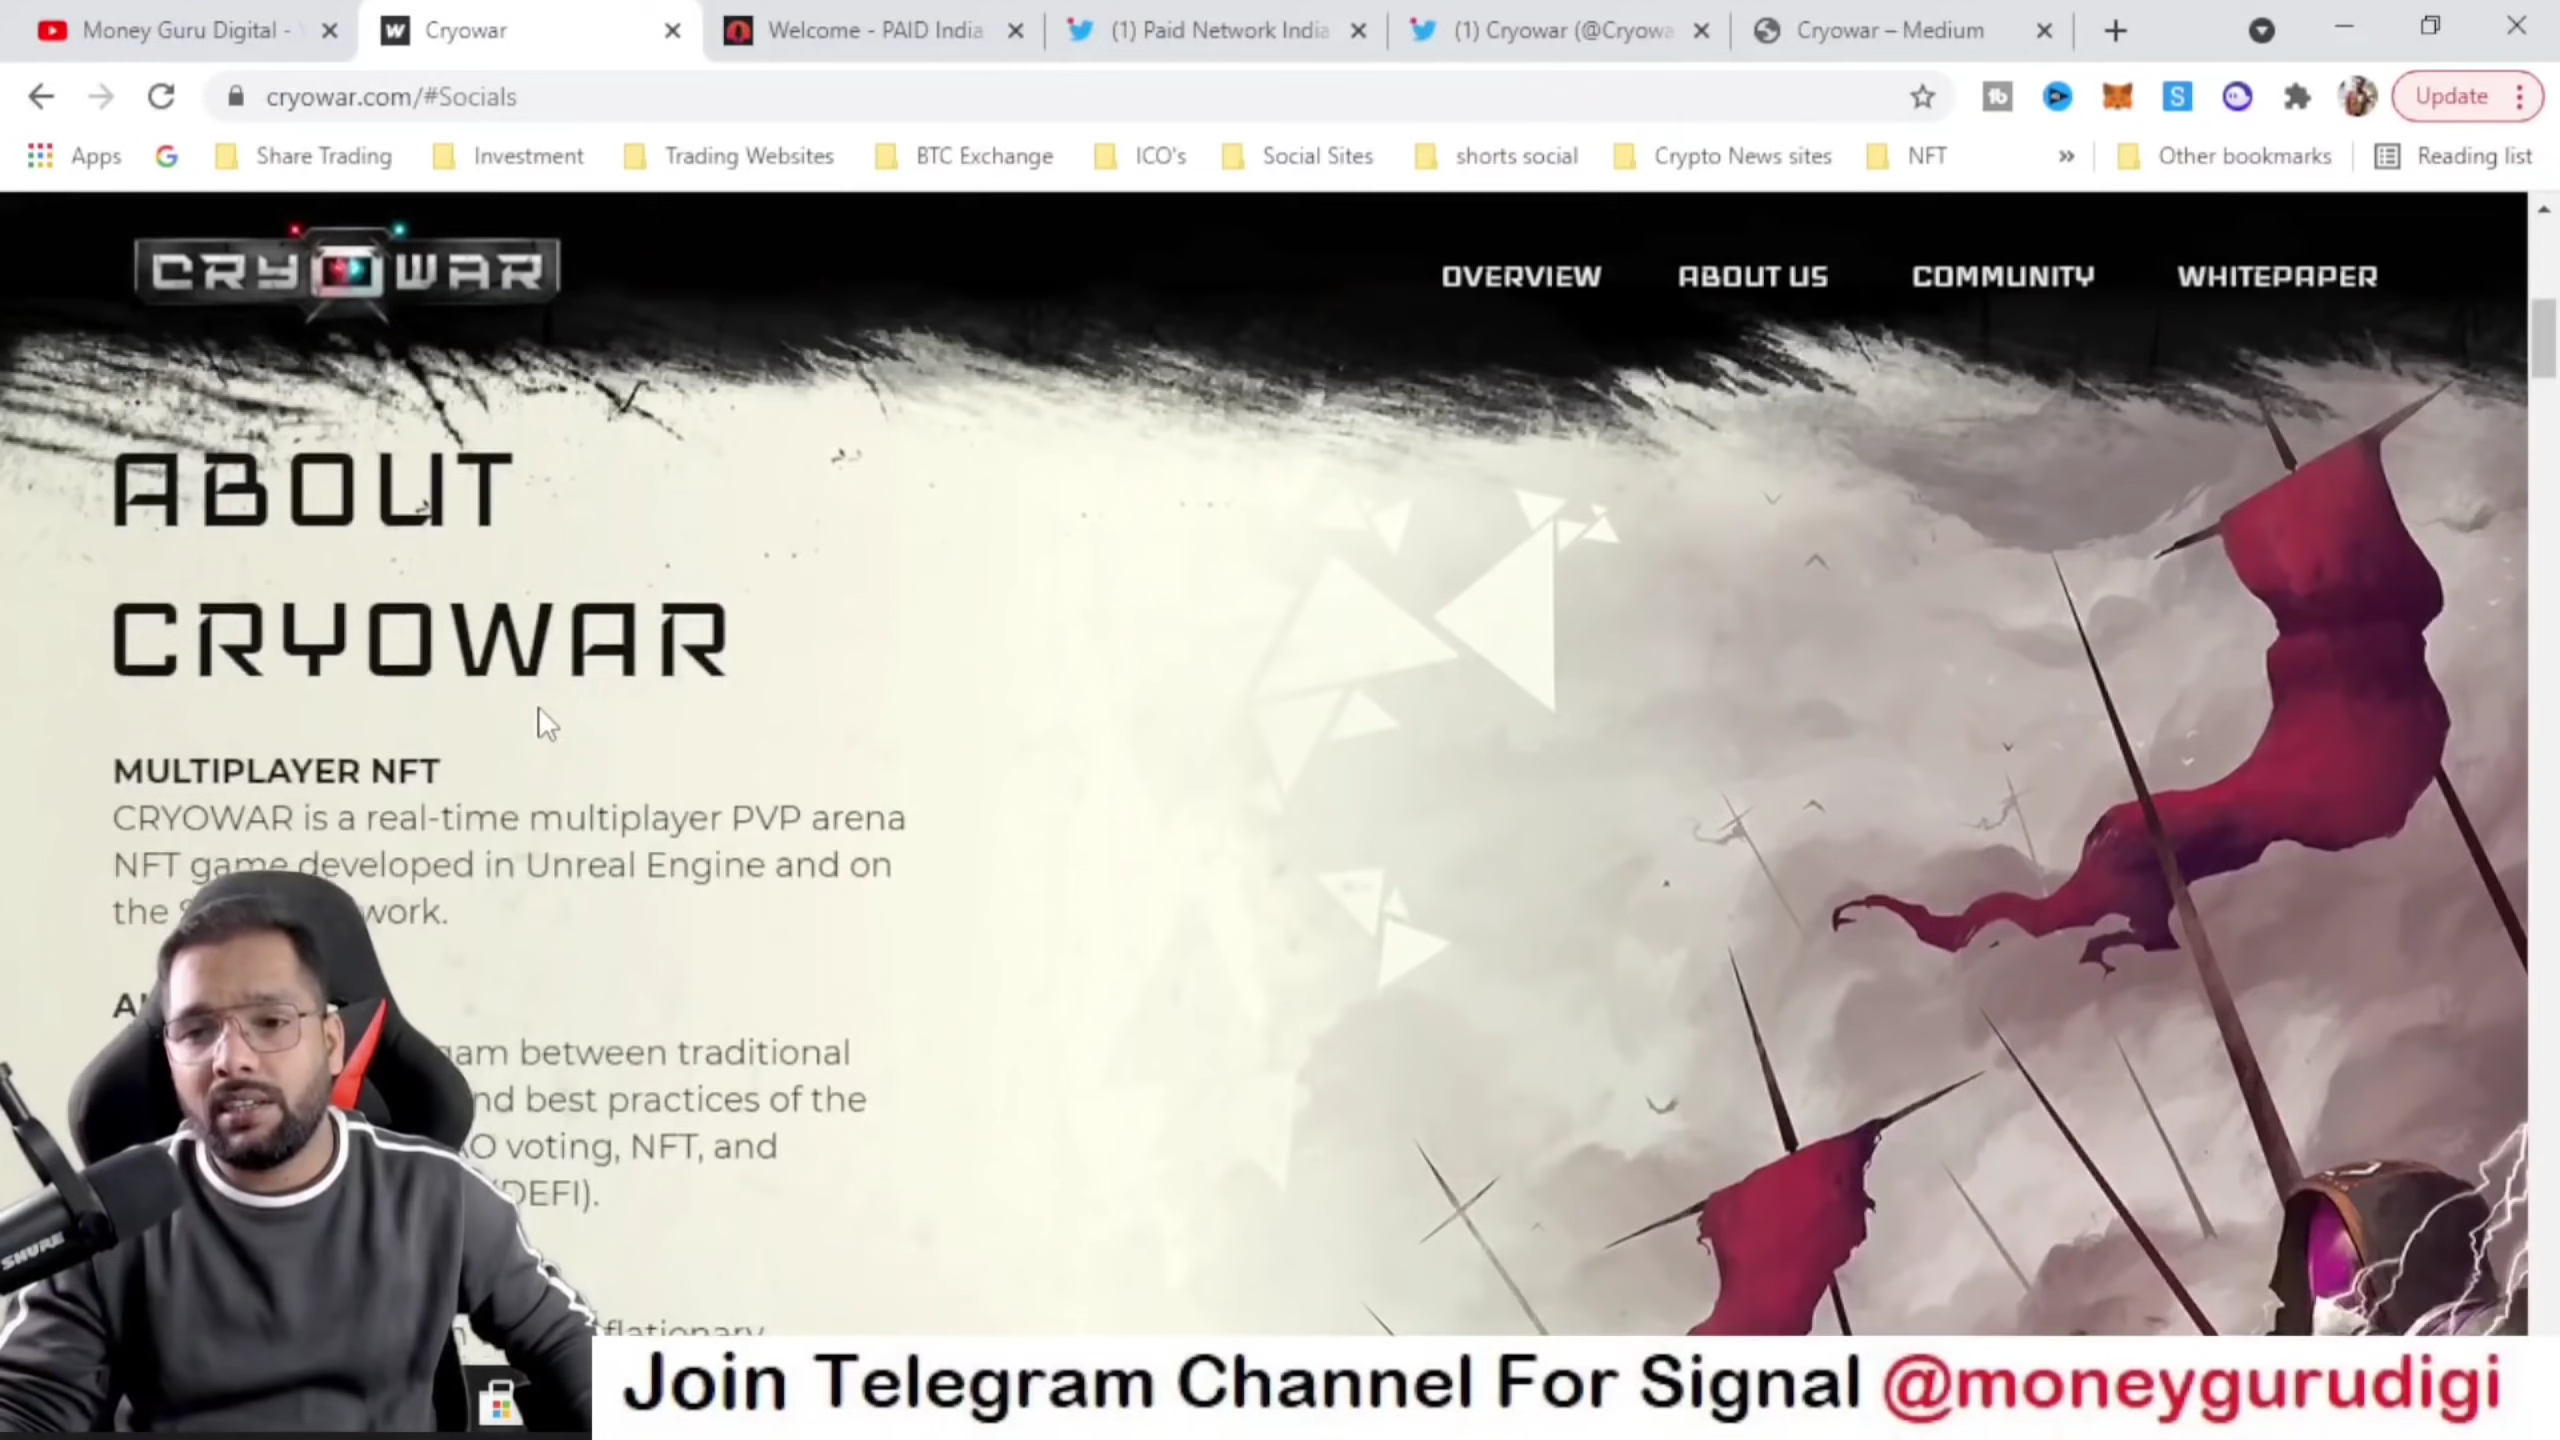 Money Guru Digital -
Cryowar
Welcome - PAID India
(1) Paid Network India
(1) Cryowar (@Cryowa
Cryowar – Medium
cryowar.com/#Socials
Update
Apps
Share Trading
Investment
Trading Websites
BTC Exchange
ICO's
Social Sites
shorts social
Crypto News sites
NFT
Other bookmarks
Reading list
CRYOWAR
OVERVIEW
ABOUT US
COMMUNITY
WHITEPAPER
ABOUT
CRYOWAR
MULTIPLAYER NFT
CRYOWAR is a real-time multiplayer PVP arena
NFT game developed in Unreal Engine and on
the work.
between traditional
best practices of the
voting, NFT, and
(DEFI).
SHURE
Join Telegram Channel For Signal @moneygurudigi